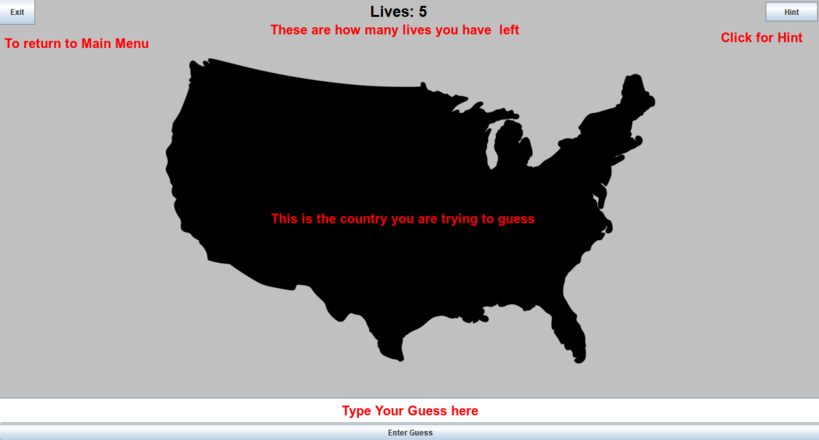 Exit
Lives: 5
Hint
These are how many lives you have left
To return to Main Menu
Click for Hint
This is the country you are trying to guess
Type Your Guess here
Enter Guess